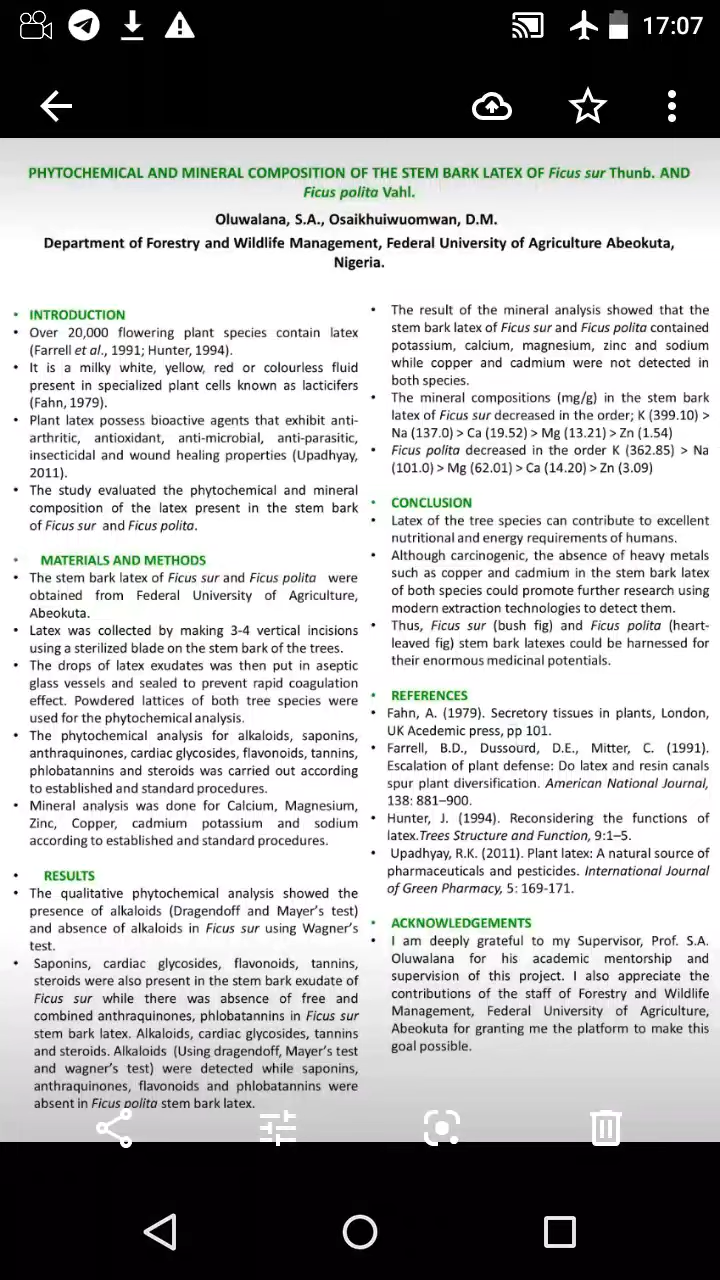 17:07
PHYTOCHEMICAL AND MINERAL COMPOSITION OF THE STEM BARK LATEX OF Ficus sur Thunb. AND
Ficus polita Vahl.
Oluwalana, S.A., Osaikhuiwuomwan, D.M.
Department of Forestry and Wildlife Management, Federal University of Agriculture Abeokuta,
Nigeria.
• INTRODUCTION
• Over 20,000 flowering plant species contain latex
(Farrell et al., 1991; Hunter, 1994).
• It is a milky white, yellow, red or colourless fluid
present in specialized plant cells known as lacticifers
(Fahn, 1979).
• Plant latex possess bioactive agents that exhibit anti-
arthritic, antioxidant, anti-microbial, anti-parasitic,
insecticidal and wound healing properties (Upadhyay,
2011).
• The study evaluated the phytochemical and mineral
composition of the latex present in the stem bark
of Ficus sur and Ficus polita.
• MATERIALS AND METHODS
• The stem bark latex of Ficus sur and Ficus polita were
obtained from Federal University of Agriculture,
Abeokuta.
• Latex was collected by making 3-4 vertical incisions
using a sterilized blade on the stem bark of the trees.
• The drops of latex exudates was then put in aseptic
glass vessels and sealed to prevent rapid coagulation
effect. Powdered lattices of both tree species were
used for the phytochemical analysis.
• The phytochemical analysis for alkaloids, saponins,
anthraquinones, cardiac glycosides, flavonoids, tannins,
phlobatannins and steroids was carried out according
to established and standard procedures.
• Mineral analysis was done for Calcium, Magnesium,
Zinc, Copper, cadmium potassium and sodium
according to established and standard procedures.
• RESULTS
• The qualitative phytochemical analysis showed the
presence of alkaloids (Dragendoff and Mayer's test)
and absence of alkaloids in Ficus sur using Wagner's
test.
• Saponins, cardiac glycosides, flavonoids, tannins,
steroids were also present in the stem bark exudate of
Ficus sur while there was absence of free and
combined anthraquinones, phlobatannins in Ficus sur
stem bark latex. Alkaloids, cardiac glycosides, tannins
and steroids. Alkaloids (Using dragendoff, Mayer's test
and wagner's test) were detected while saponins,
anthraquinones, flavonoids and phlobatannins were
absent in Ficus polita stem bark latex.
• The result of the mineral analysis showed that the
stem bark latex of Ficus sur and Ficus polita contained
potassium, calcium, magnesium, zinc and sodium
while copper and cadmium were not detected in
both species.
• The mineral compositions (mg/g) in the stem bark
latex of Ficus sur decreased in the order; K (399.10) >
Na (137.0) > Ca (19.52) > Mg (13.21) > Zn (1.54)
• Ficus polita decreased in the order K (362.85) > Na
(101.0) > Mg (62.01) > Ca (14.20) > Zn (3.09)
• CONCLUSION
• Latex of the tree species can contribute to excellent
nutritional and energy requirements of humans.
• Although carcinogenic, the absence of heavy metals
such as copper and cadmium in the stem bark latex
of both species could promote further research using
modern extraction technologies to detect them.
• Thus, Ficus sur (bush fig) and Ficus polita (heart-
leaved fig) stem bark latexes could be harnessed for
their enormous medicinal potentials.
• REFERENCES
• Fahn, A. (1979). Secretory tissues in plants, London,
UK Acedemic press, pp 101.
• Farrell, B.D., Dussourd, D.E., Mitter, C. (1991).
Escalation of plant defense: Do latex and resin canals
spur plant diversification. American National Journal,
138: 881–900.
• Hunter, J. (1994). Reconsidering the functions of
latex.Trees Structure and Function, 9:1–5.
• Upadhyay, R.K. (2011). Plant latex: A natural source of
pharmaceuticals and pesticides. International Journal
of Green Pharmacy, 5: 169-171.
• ACKNOWLEDGEMENTS
• I am deeply grateful to my Supervisor, Prof. S.A.
Oluwalana for his academic mentorship and
supervision of this project. I also appreciate the
contributions of the staff of Forestry and Wildlife
Management, Federal University of Agriculture,
Abeokuta for granting me the platform to make this
goal possible.